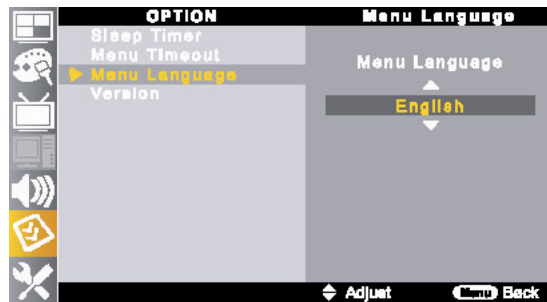 OPTION
Menu Language
Sleep Timer
Menu Timeout
Menu Language
Version
Menu Language
English
Adjust
Menu Back